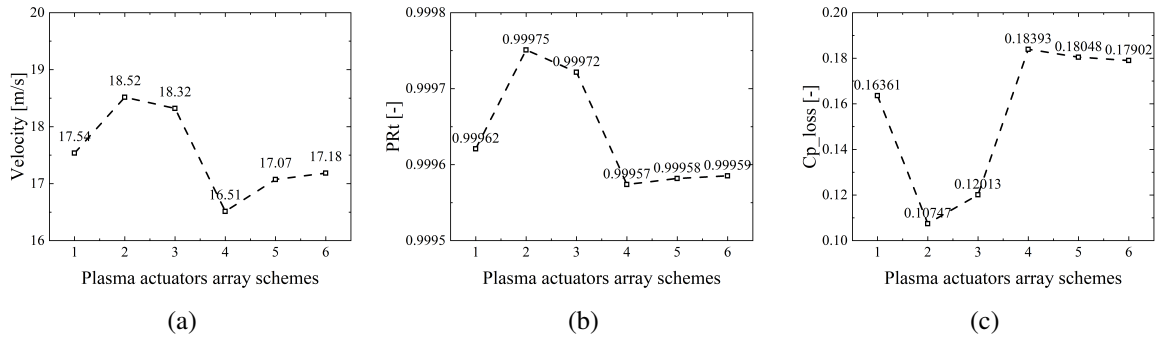 20
19
18
17
16
Velocity [m/s]
17.54
18.52
18.32
16.51
17.07
17.18
1 2 3 4 5 6
Plasma actuators array schemes
(a)
0.9998
0.9997
0.9996
0.9995
PRt [-]
0.99962
0.99975
0.99972
0.99957
0.99958
0.99959
1 2 3 4 5 6
Plasma actuators array schemes
(b)
0.20
0.18
0.16
0.14
0.12
0.10
Cp_loss [-]
0.16361
0.10747
0.12013
0.18393
0.18048
0.17902
1 2 3 4 5 6
Plasma actuators array schemes
(c)